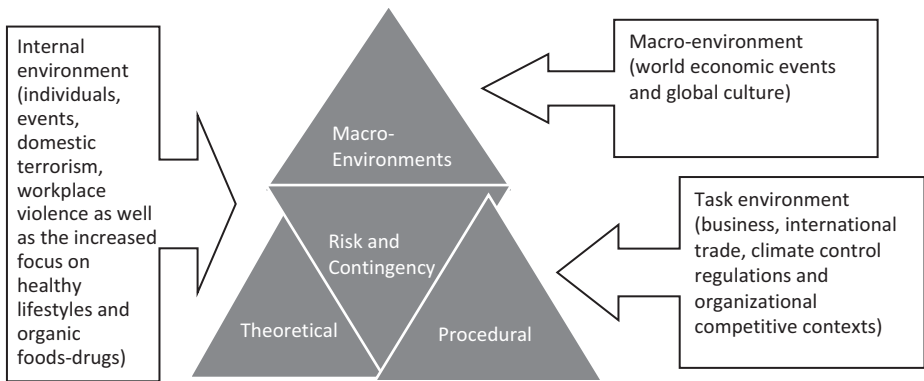 Internal
environment
(individuals,
events,
domestic
terrorism,
workplace
violence as well
as the increased
focus on
healthy
lifestyles and
organic
foods-drugs)
Macro-
Environments
Risk and
Contingency
Theoretical
Procedural
Macro-environment
(world economic events
and global culture)
Task environment
(business, international
trade, climate control
regulations and
organizational
competitive contexts)